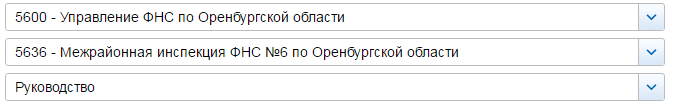 5600 - Управление ФНС по Оренбургской области
5636 - Межрайонная инспекция ФНС №6 по Оренбургской области
Руководство